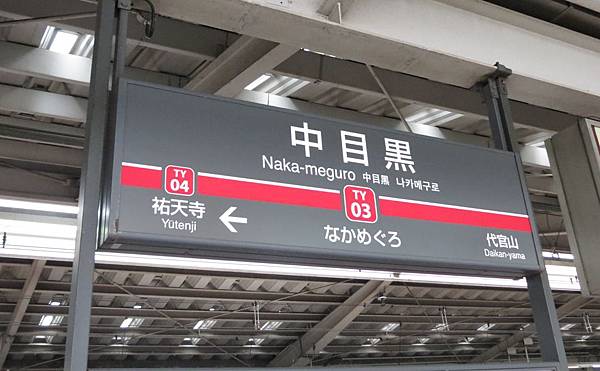 中目黒
Naka-meguro 中目黑 나카메구로
TY
04
TY
03
祐天寺
Yūtenji
←
なかめぐろ
代官山
Daikan-yama